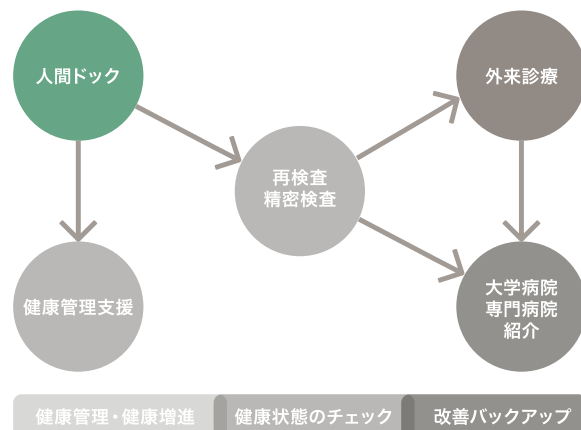 人間ドック
外来診療
再検査
精密検査
健康管理支援
大学病院
専門病院
紹介
健康管理・健康増進
健康状態のチェック
改善バックアップ